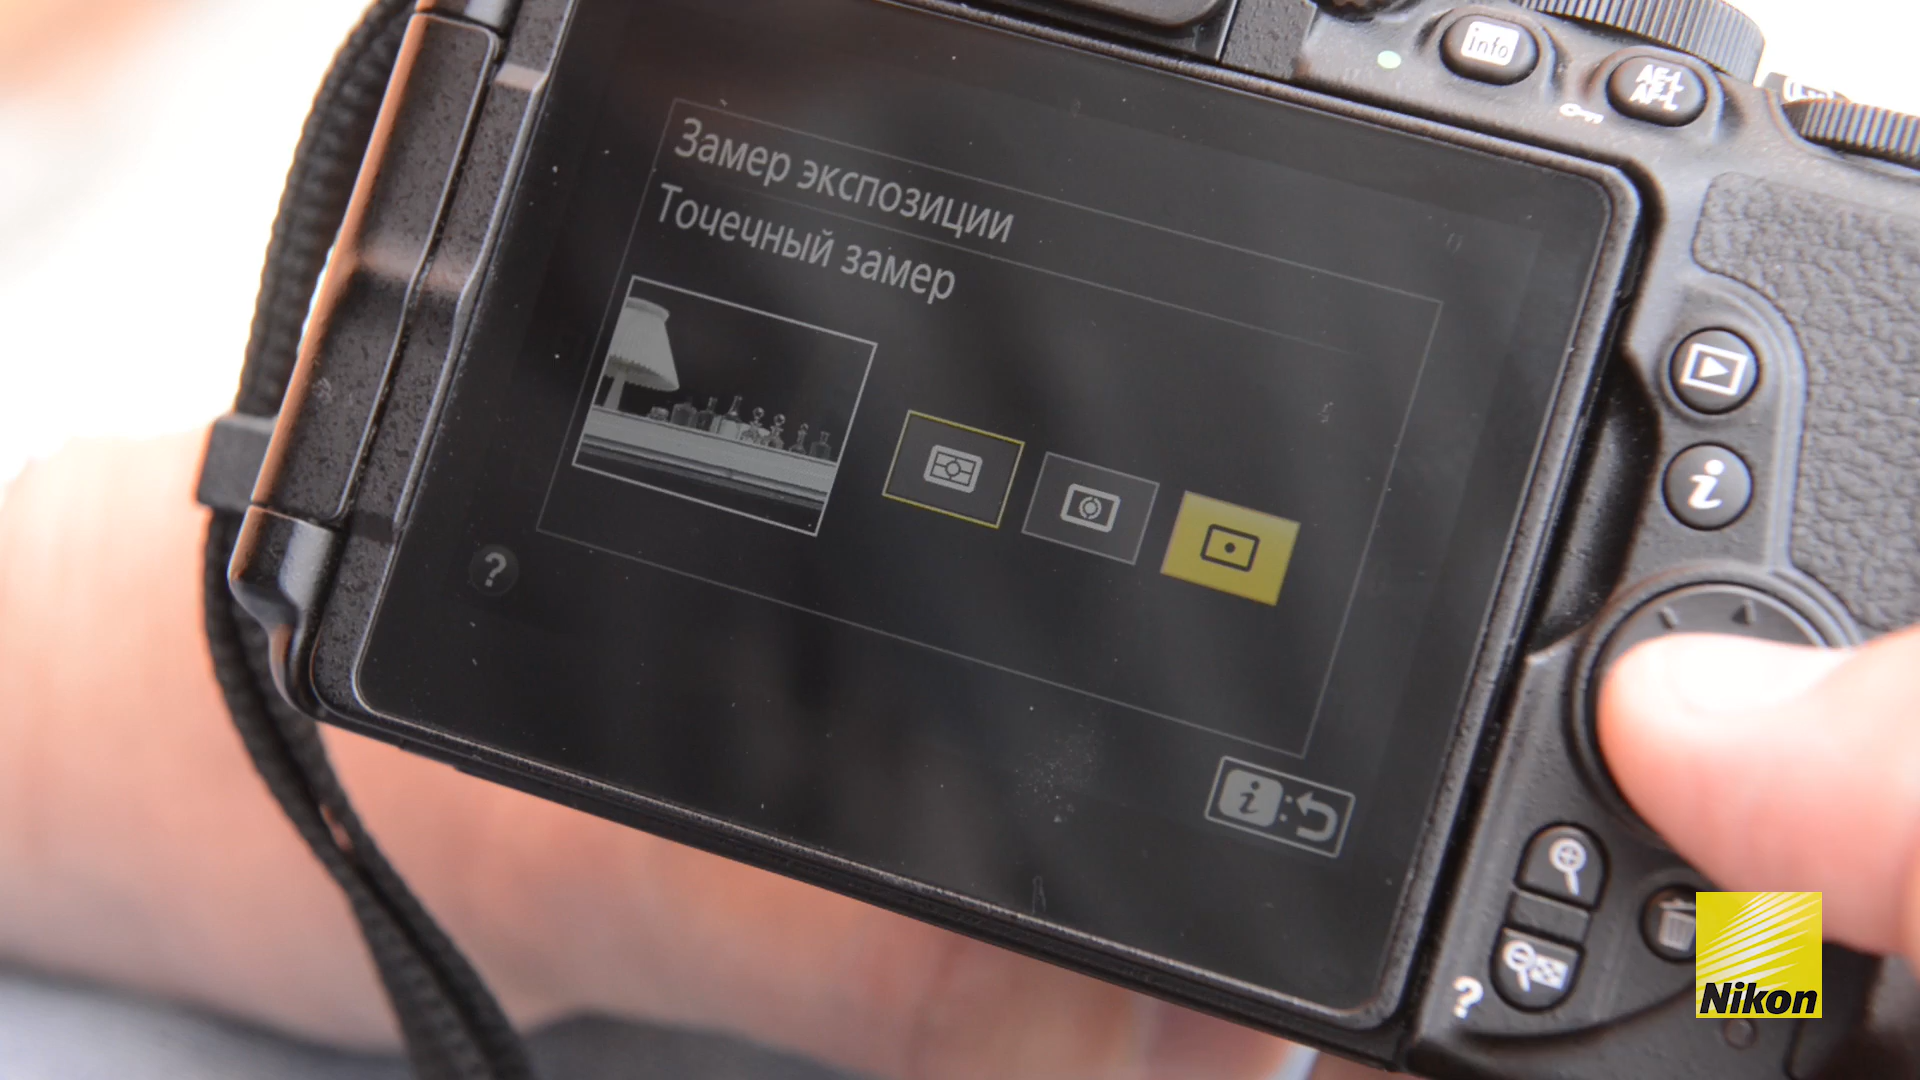 info
AE-L
AF-L
Замер экспозиции
Точечный замер
i
?
i:
?
Nikon